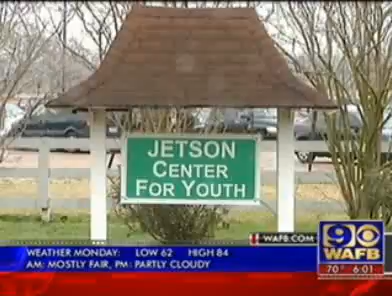 JETSON
CENTER
FOR YOUTH
WAFB.COM
WEATHER MONDAY: LOW 62 HIGH 84
AM: MOSTLY FAIR, PM: PARTLY CLOUDY
9
WAFB
70° 6:01